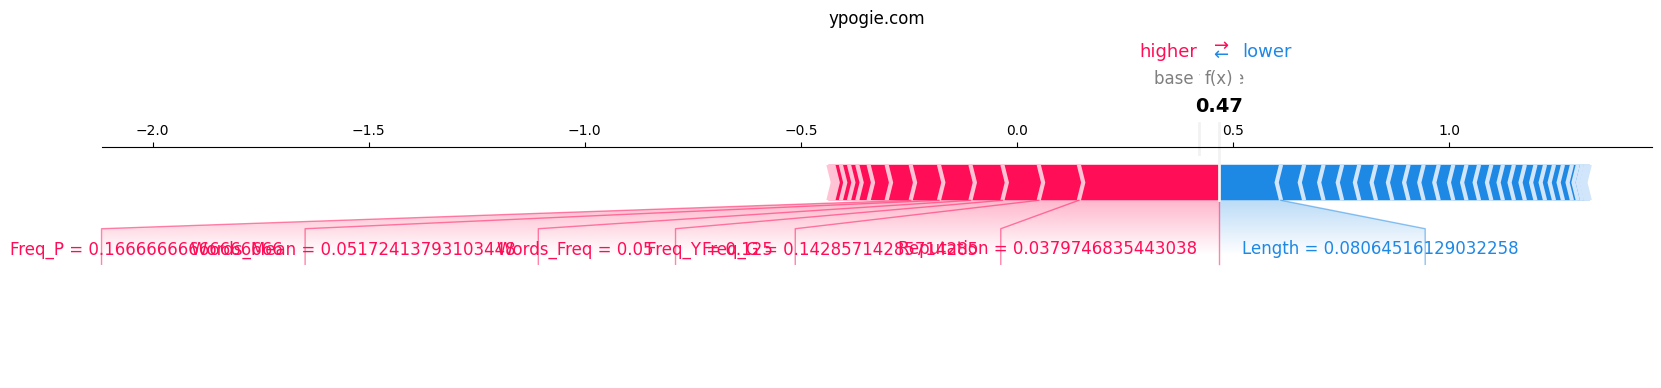 ypogie.com
higher → ← lower
base f(x) e
0.47
−2.0 −1.5 −1.0 −0.5 0.0 0.5 1.0
Freq_P = 0.16666666666666666 Words_Mean = 0.05172413793103448 Words_Freq = 0.05 Freq_Y = 0.125 Freq_G = 0.14285714285714285 Reputation = 0.0379746835443038 Length = 0.08064516129032258